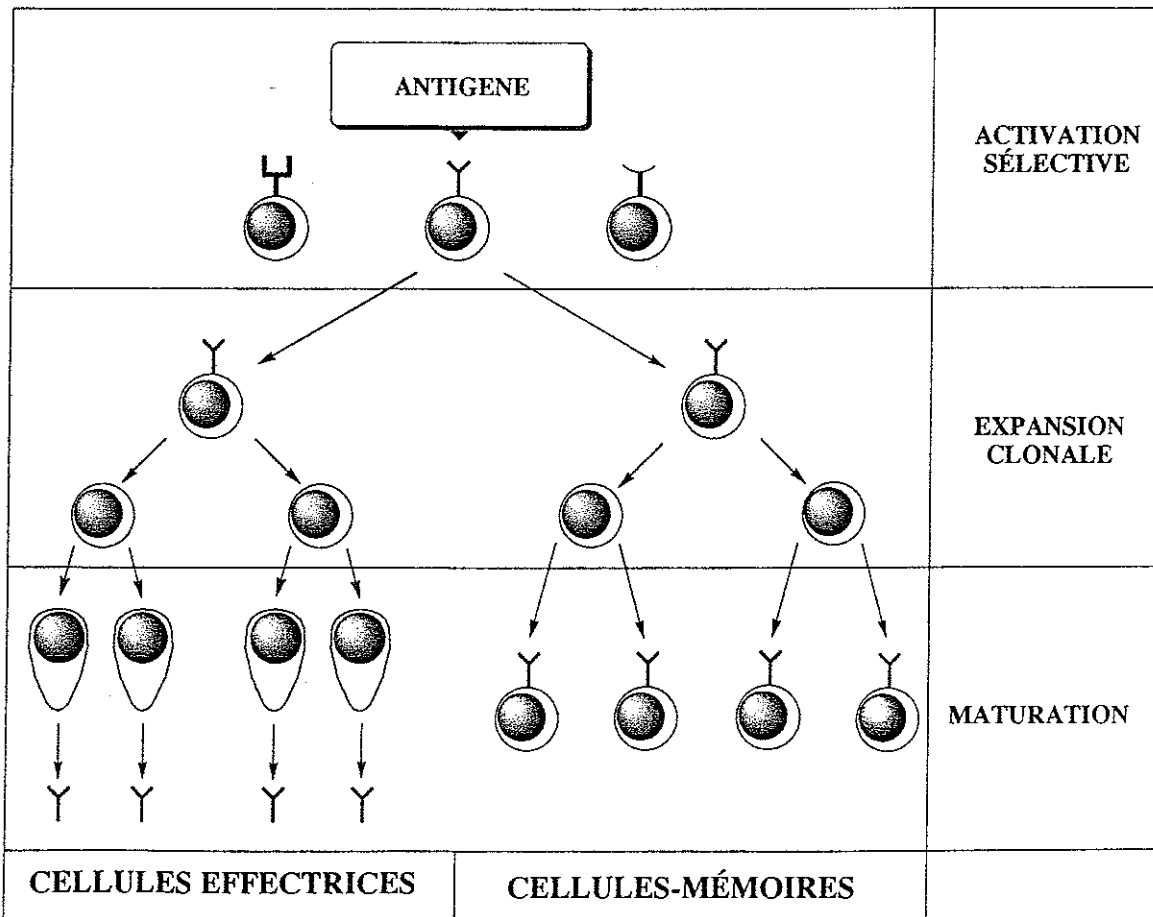 ANTIGENE
ACTIVATION
SÉLECTIVE
EXPANSION
CLONALE
MATURATION
CELLULES EFFECTRICES
CELLULES-MÉMOIRES